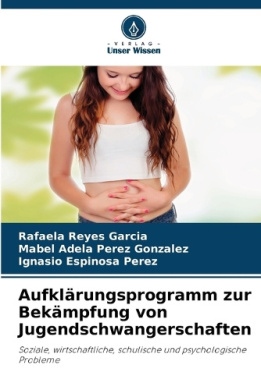 - VERLAG -
Unser Wissen
Rafaela Reyes Garcia
Mabel Adela Perez Gonzalez
Ignasio Espinosa Perez
Aufklärungsprogramm zur
Bekämpfung von
Jugendschwangerschaften
Soziale, wirtschaftliche, schulische und psychologische
Probleme